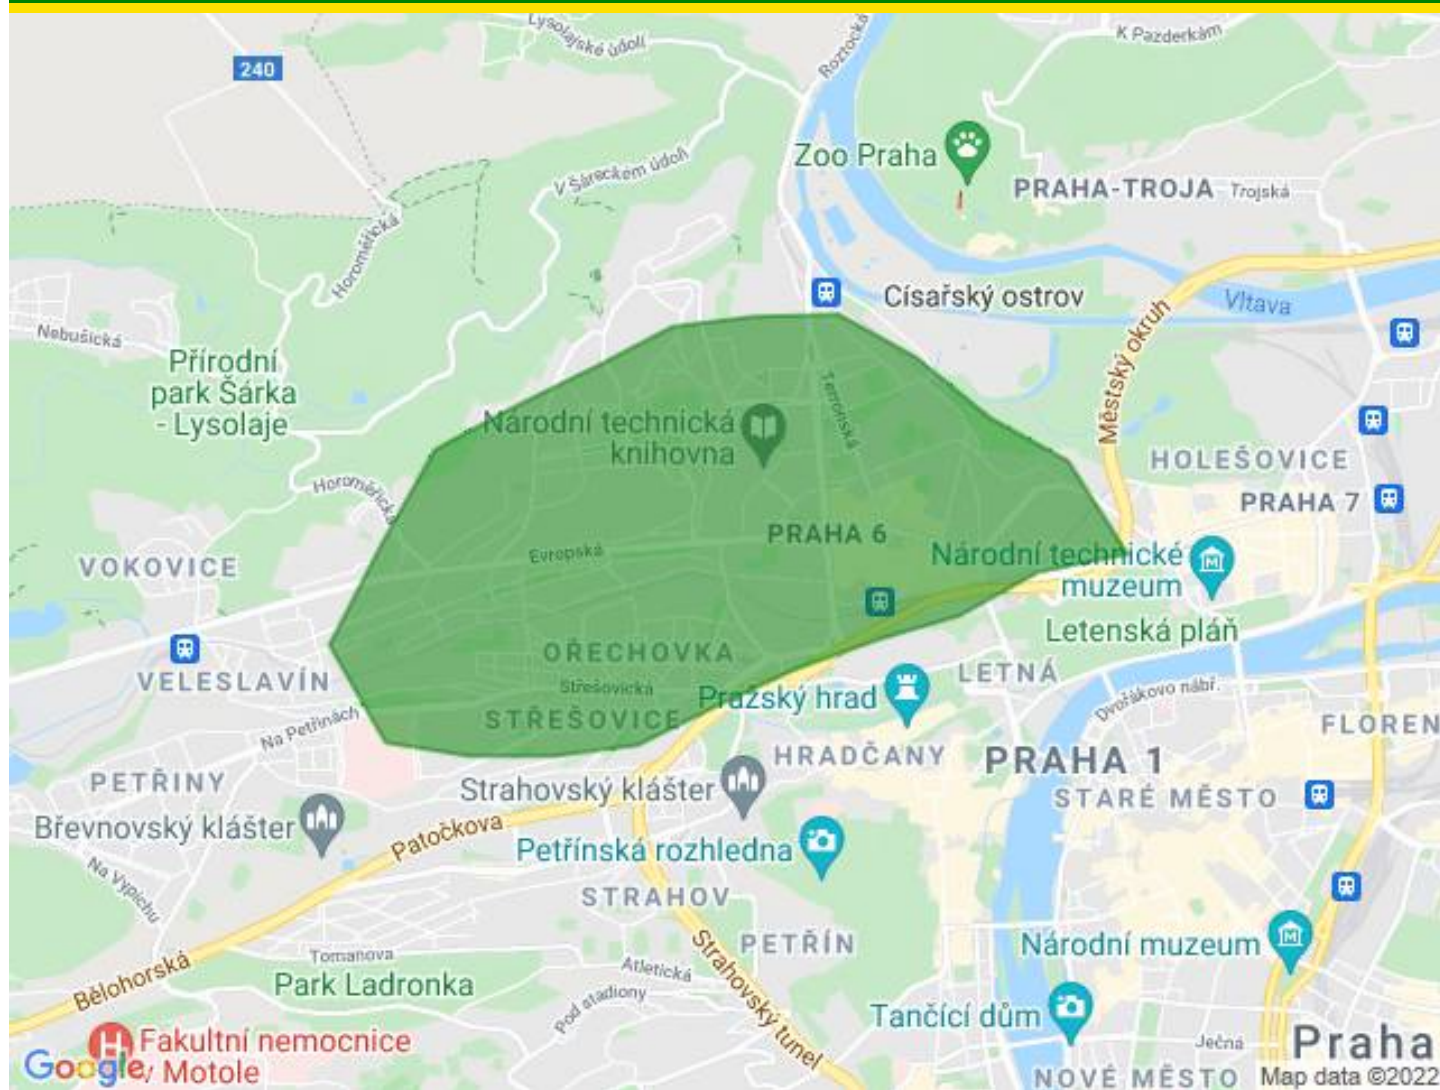 Lysolajské údolí
Roztocká
K Pazderkám
240
Zoo Praha
V Šáreckém údolí
PRAHA-TROJA
Trojská
Horoměřická
Císařský ostrov
Vltava
Nebušická
Přírodní
park Šárka
- Lysolaje
Městský okruh
Terronská
Národní technická
knihovna
HOLEŠOVICE
Horoměřická
PRAHA 7
PRAHA 6
Evropská
Národní technické
muzeum
VOKOVICE
Letenská pláň
OŘECHOVKA
LETNÁ
VELESLAVÍN
Střešovická
Pražský hrad
Dvořákovo nábř.
STŘEŠOVICE
Na Petřinách
FLOREN
HRADČANY
PRAHA 1
PETŘINY
Strahovský klášter
STARÉ MĚSTO
Břevnovský klášter
Patočkova
Petřínská rozhledna
Na Vypichu
STRAHOV
PETŘÍN
Národní muzeum
Tomanova
Atletická
Bělohorská
Park Ladronka
Pod stadiony
Strahovský tunel
Tančící dům
H
Fakultní nemocnice
v Motole
Ječná
Praha
Google
NOVÉ MĚSTO
Map data ©2022